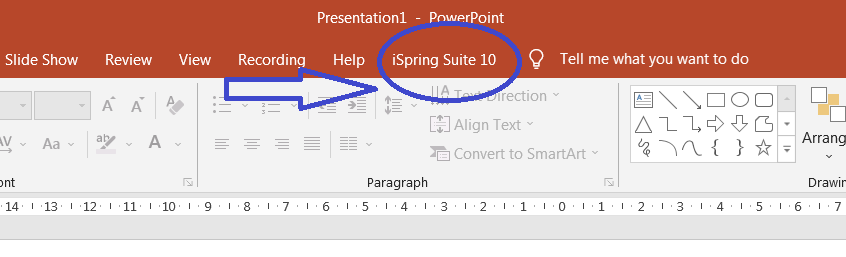 Presentation1 - PowerPoint
Slide Show Review View Recording Help iSpring Suite 10 Tell me what you want to do
Text Direction
Align Text
Convert to SmartArt
Aa A
Arrang
ont Paragraph Drawin
14 13 12 11 10 9 8 7 6 5 4 3 2 1 0 1 2 3 4 5 6 7